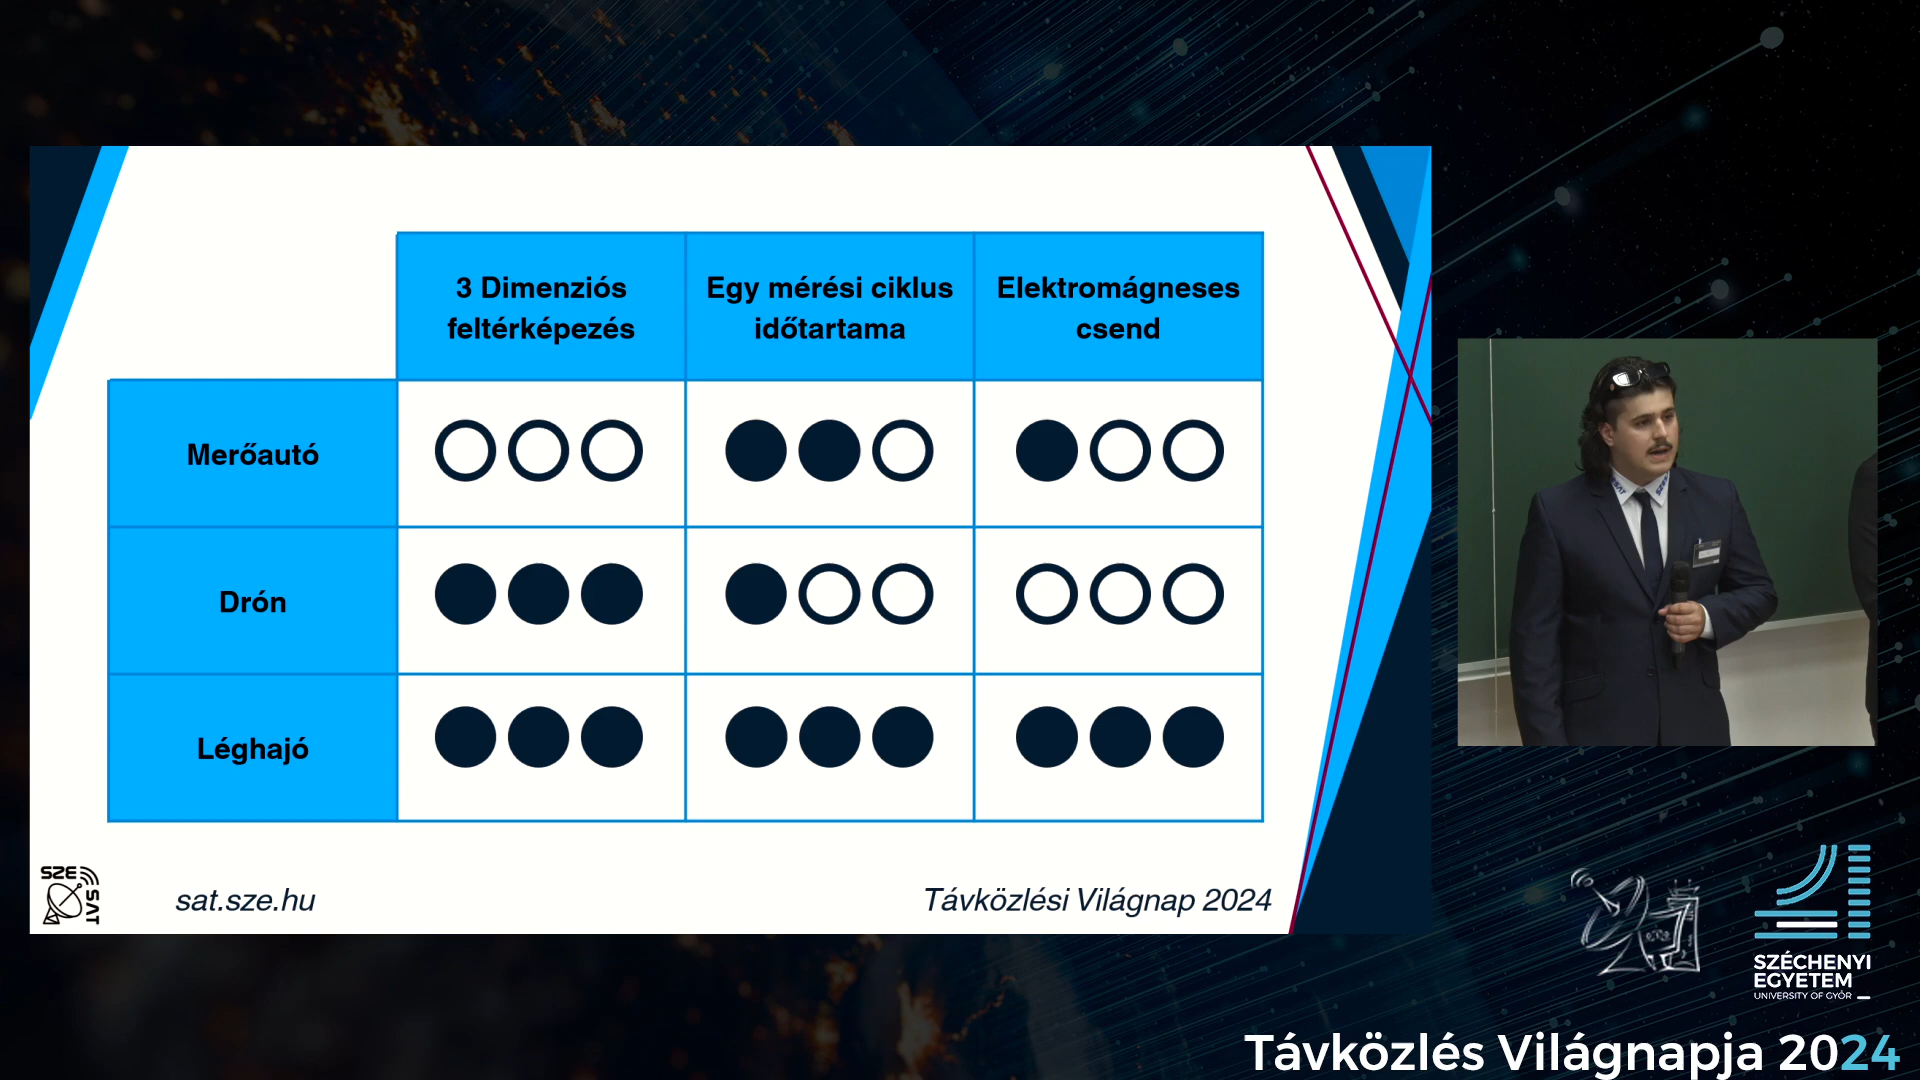 3 Dimenziós
feltérképezés
Egy mérési ciklus
időtartama
Elektromágneses
csend
Merőautó
Drón
Léghajó
SZE
SAT
sat.sze.hu
Távközlési Világnap 2024
SZÉCHENYI
EGYETEM
UNIVERSITY OF GYŐR
Távközlés Világnapja 2024